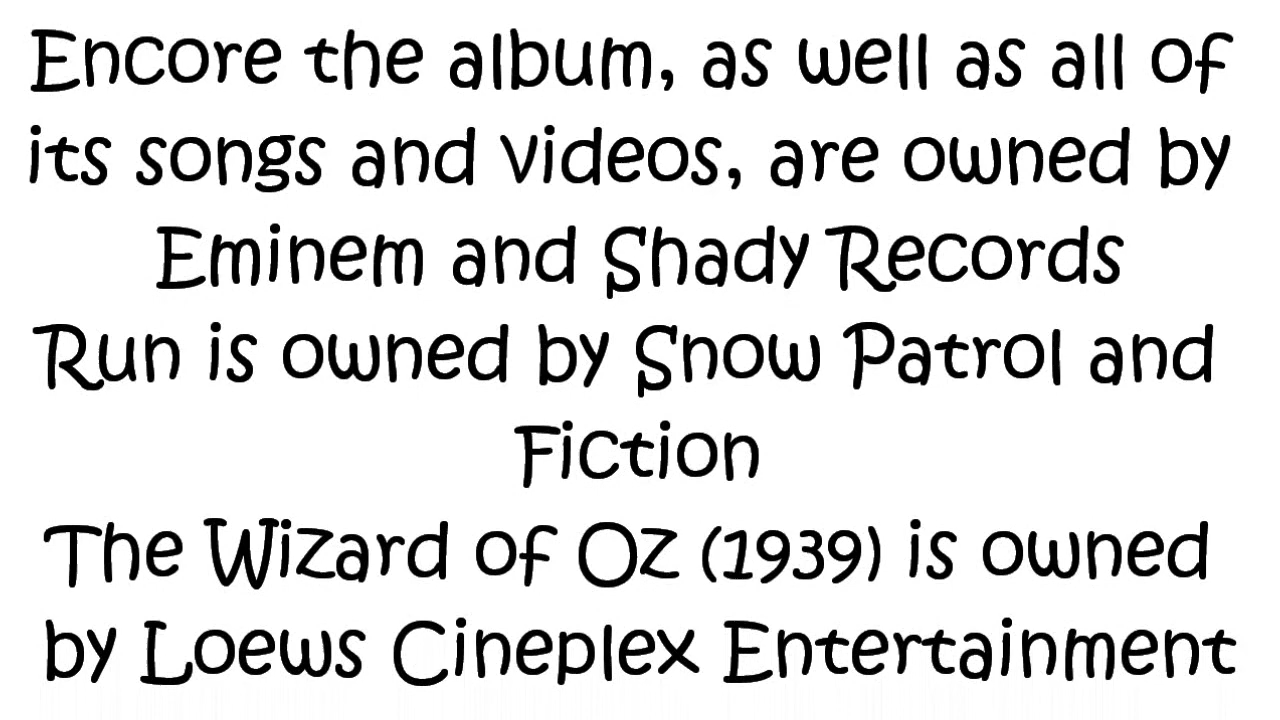 Encore the album, as well as all of
its songs and videos, are owned by
Eminem and Shady Records
Run is owned by Snow Patrol and
Fiction
The Wizard of Oz (1939) is owned
by Loews Cineplex Entertainment